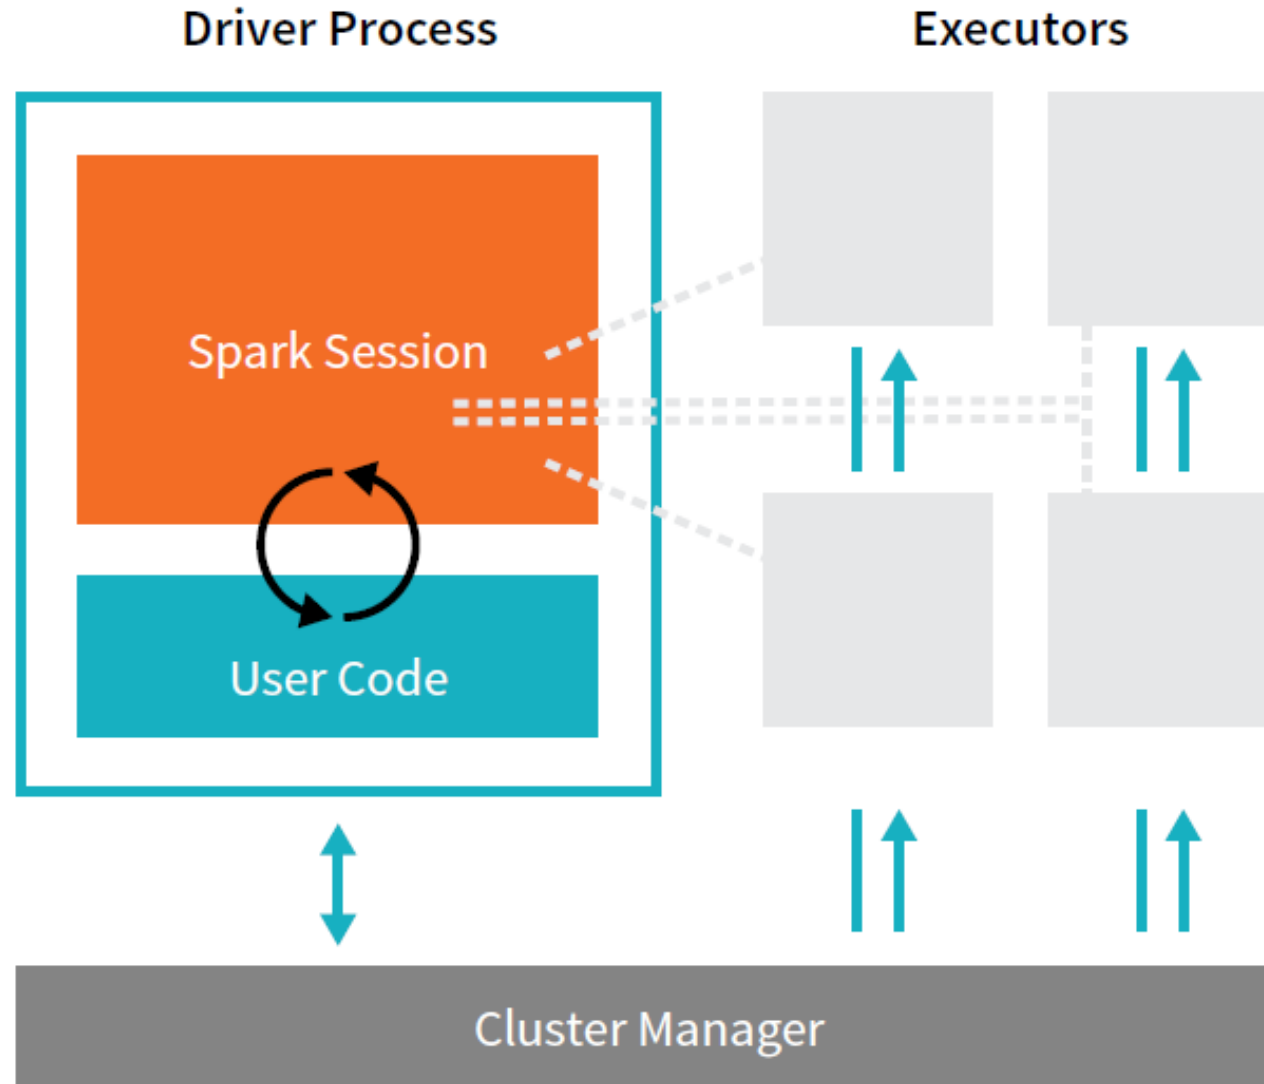 Driver Process
Executors
Spark Session
User Code
Cluster Manager